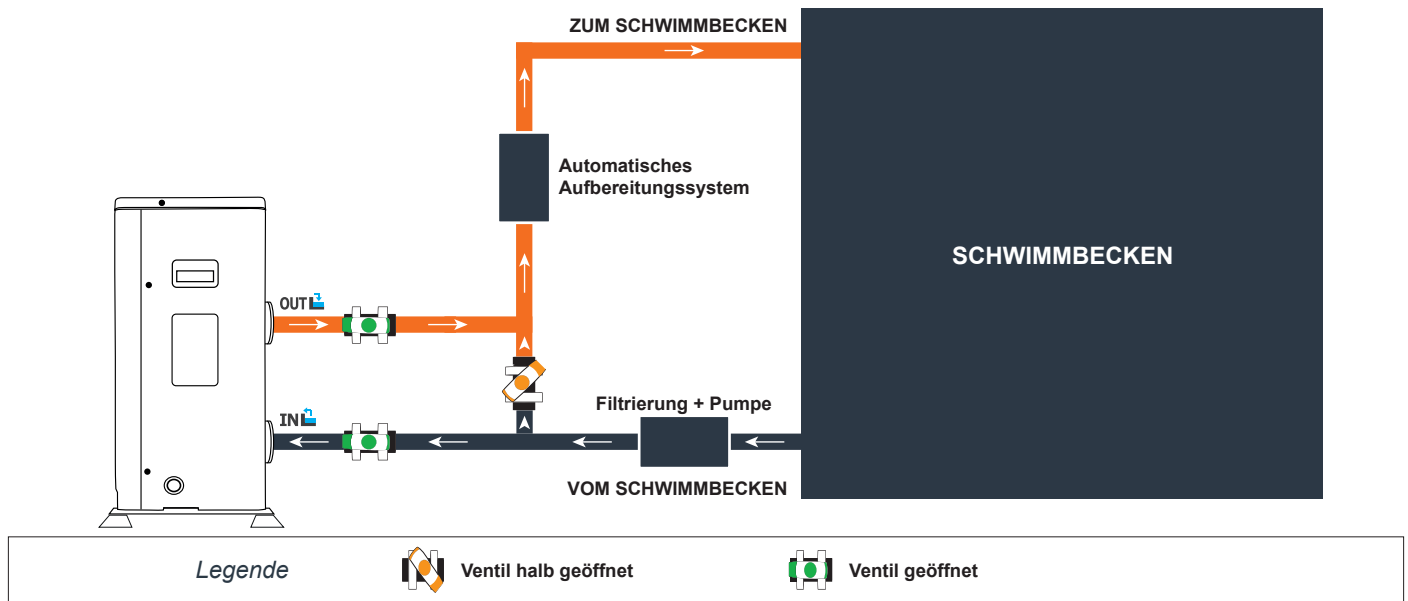 ZUM SCHWIMMBECKEN
Automatisches
Aufbereitungssystem
SCHWIMMBECKEN
OUT
IN
Filtrierung + Pumpe
VOM SCHWIMMBECKEN
Legende
Ventil halb geöffnet
Ventil geöffnet